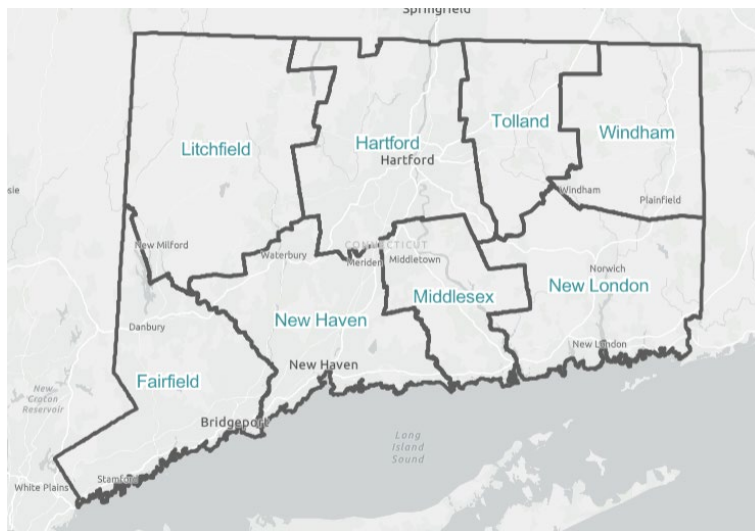 Springfield
Tolland
Windham
Litchfield
Hartford
Hartford
Windham
Plainfield
New Milford
CONNECTICUT
Waterbury
Meriden
Middletown
Norwich
New London
Middlesex
New Haven
Danbury
New London
New Haven
Fairfield
New
Croton
Reservoir
Bridgeport
Long
Island
Sound
Stamford
White Plains